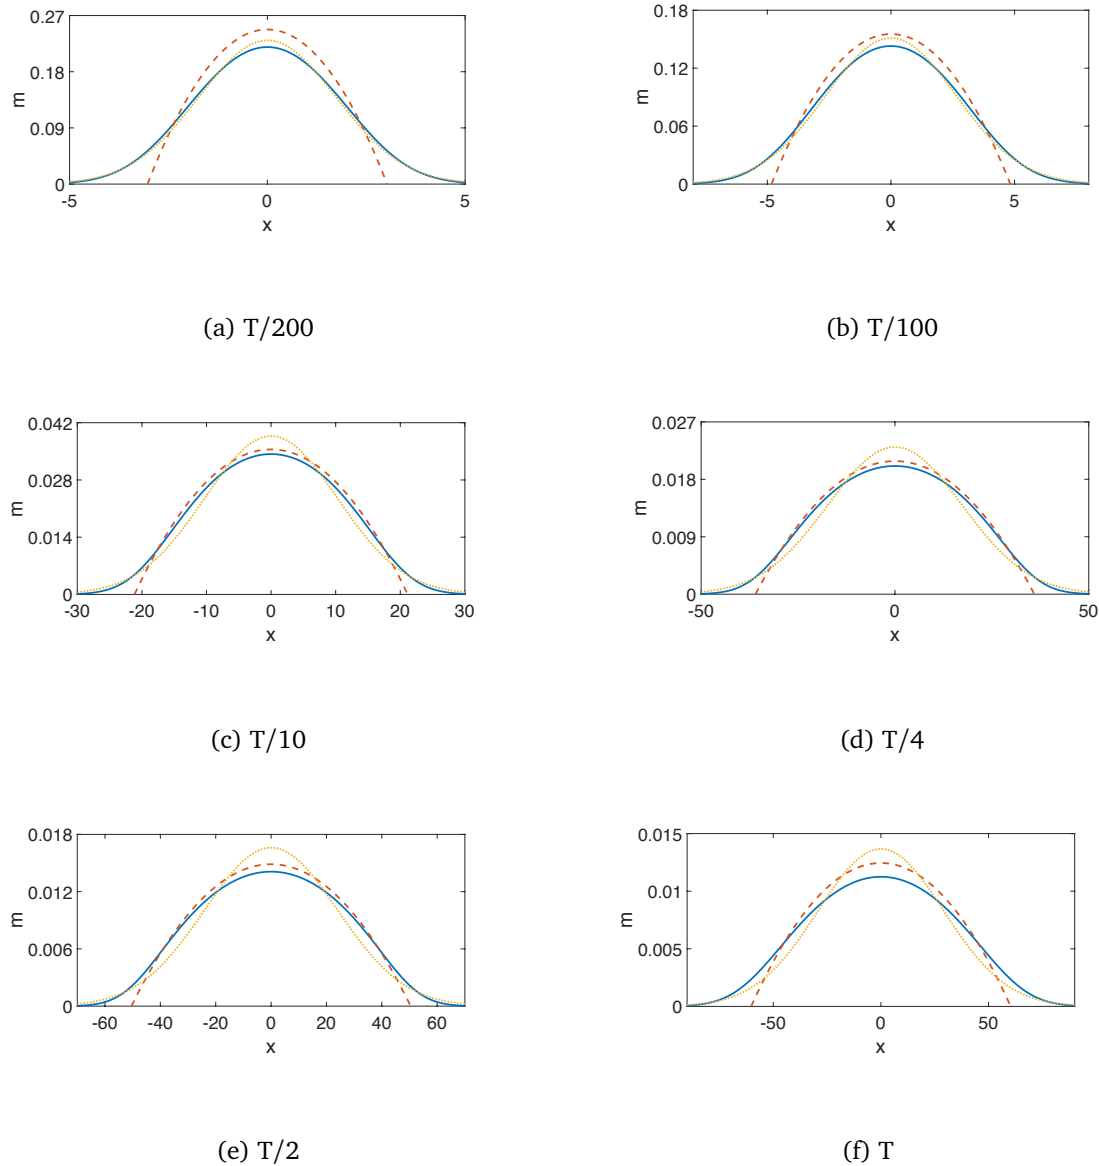 0.27
0.18
0.09
0
m
-5
0
5
x
(a) T/200
0.18
0.12
0.06
0
m
-5
0
5
x
(b) T/100
0.042
0.028
0.014
0
m
-30
-20
-10
0
10
20
30
x
(c) T/10
0.027
0.018
0.009
0
m
-50
0
50
x
(d) T/4
0.018
0.012
0.006
0
m
-60
-40
-20
0
20
40
60
x
(e) T/2
0.015
0.01
0.005
0
m
-50
0
50
x
(f) T